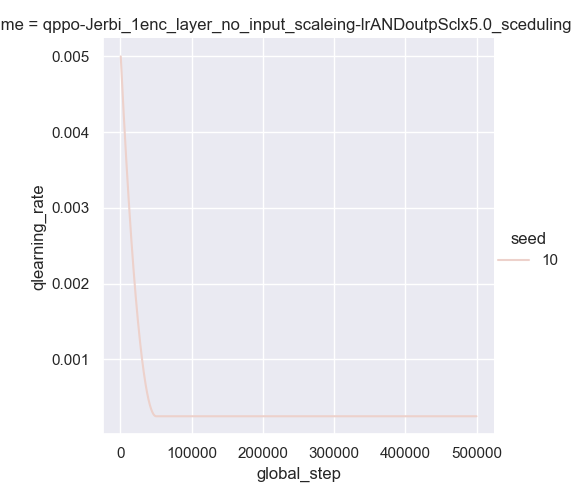 me = qppo-Jerbi_1enc_layer_no_input_scaleing-lrANDoutpSclx5.0_sceduling
0.005
0.004
0.003
0.002
0.001
qlearning_rate
0 100000 200000 300000 400000 500000
global_step
seed
10